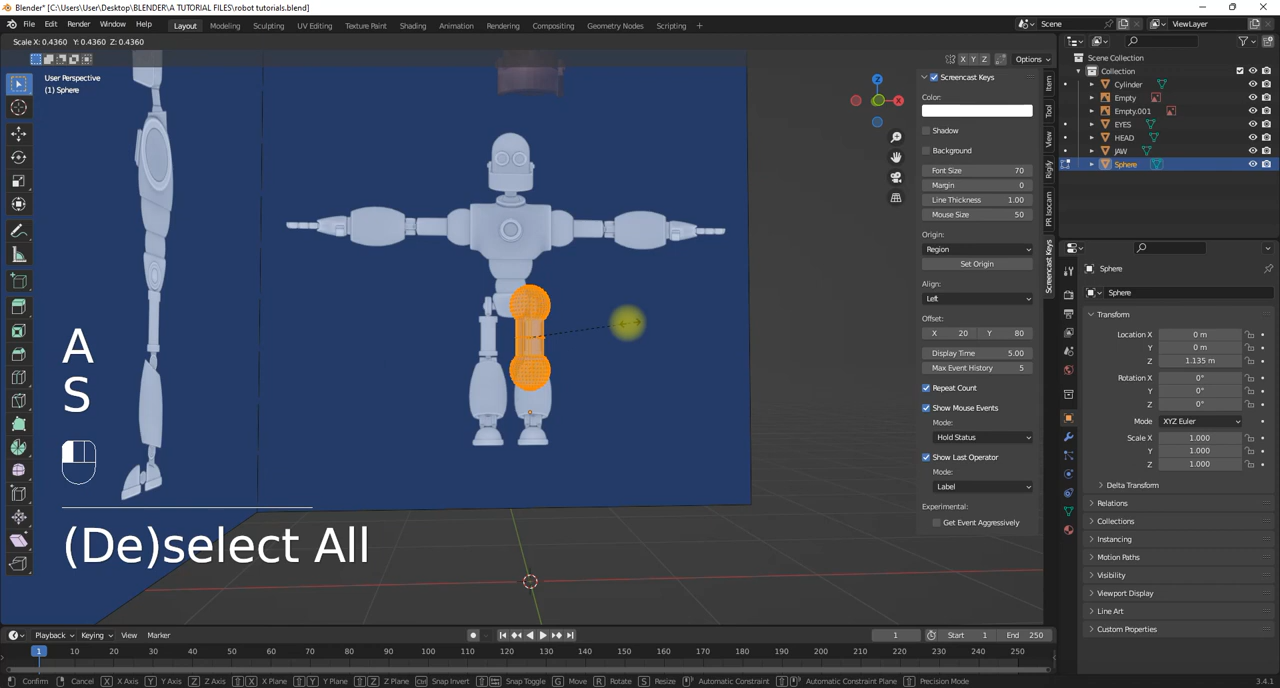 Blender* [C:\Users\User\Desktop\BLENDER\A TUTORIAL FILES\robot tutorials.blend]
File Edit Render Window Help Layout Modeling Sculpting UV Editing Texture Paint Shading Animation Rendering Compositing Geometry Nodes Scripting + Scene ViewLayer
Scale X: 0.4360 Y: 0.4360 Z: 0.4360
X Y Z Options
User Perspective
(1) Sphere
Z
X
A
S
(De)select All
Screencast Keys
Color:
Shadow
Background
Font Size 70
Margin 0
Line Thickness 1.00
Mouse Size 50
Origin:
Region
Set Origin
Align:
Left
Offset:
X 20 Y 80
Display Time 5.00
Max Event History 5
Repeat Count
Show Mouse Events
Mode:
Hold Status
Show Last Operator
Mode:
Label
Experimental:
Get Event Aggressively
Item
Tool
View
Rigify
PR Isocam
Screencast Keys
Scene Collection
Collection
Cylinder
Empty
Empty.001
EYES
HEAD
JAW
Sphere
Sphere
Sphere
Transform
Location X 0 m
Y 0 m
Z 1.135 m
Rotation X 0°
Y 0°
Z 0°
Mode XYZ Euler
Scale X 1.000
Y 1.000
Z 1.000
Delta Transform
Relations
Collections
Instancing
Motion Paths
Visibility
Viewport Display
Line Art
Custom Properties
Playback Keying View Marker 1 Start 1 End 250
1 10 20 30 40 50 60 70 80 90 100 110 120 130 140 150 160 170 180 190 200 210 220 230 240 250
Confirm Cancel X X Axis Y Y Axis Z Z Axis X X Plane Y Y Plane Z Z Plane Snap Invert Snap Toggle G Move R Rotate S Resize Automatic Constraint Automatic Constraint Plane Precision Mode 3.4.1